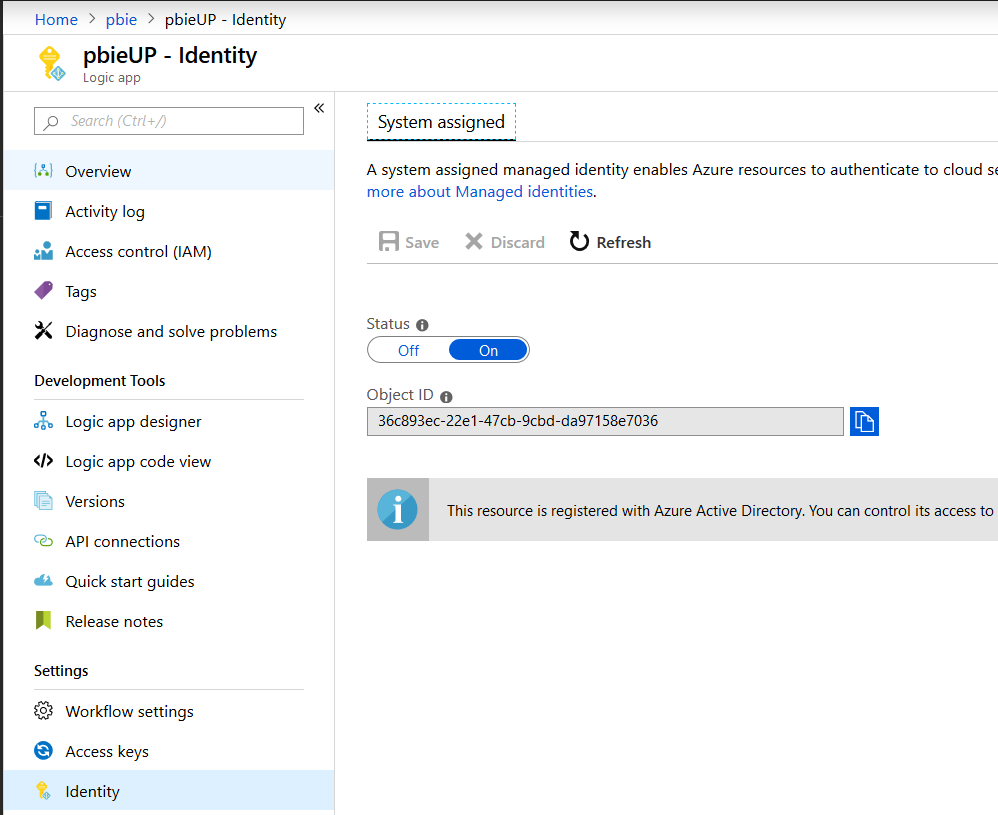 Home > pbie > pbieUP - Identity
pbieUP - Identity
Logic app
Search (Ctrl+/)
«
Overview
Activity log
Access control (IAM)
Tags
Diagnose and solve problems
Development Tools
Logic app designer
Logic app code view
Versions
API connections
Quick start guides
Release notes
Settings
Workflow settings
Access keys
Identity
System assigned
A system assigned managed identity enables Azure resources to authenticate to cloud se
more about Managed identities.
Save Discard Refresh
Status
Off On
Object ID
36c893ec-22e1-47cb-9cbd-da97158e7036
This resource is registered with Azure Active Directory. You can control its access to